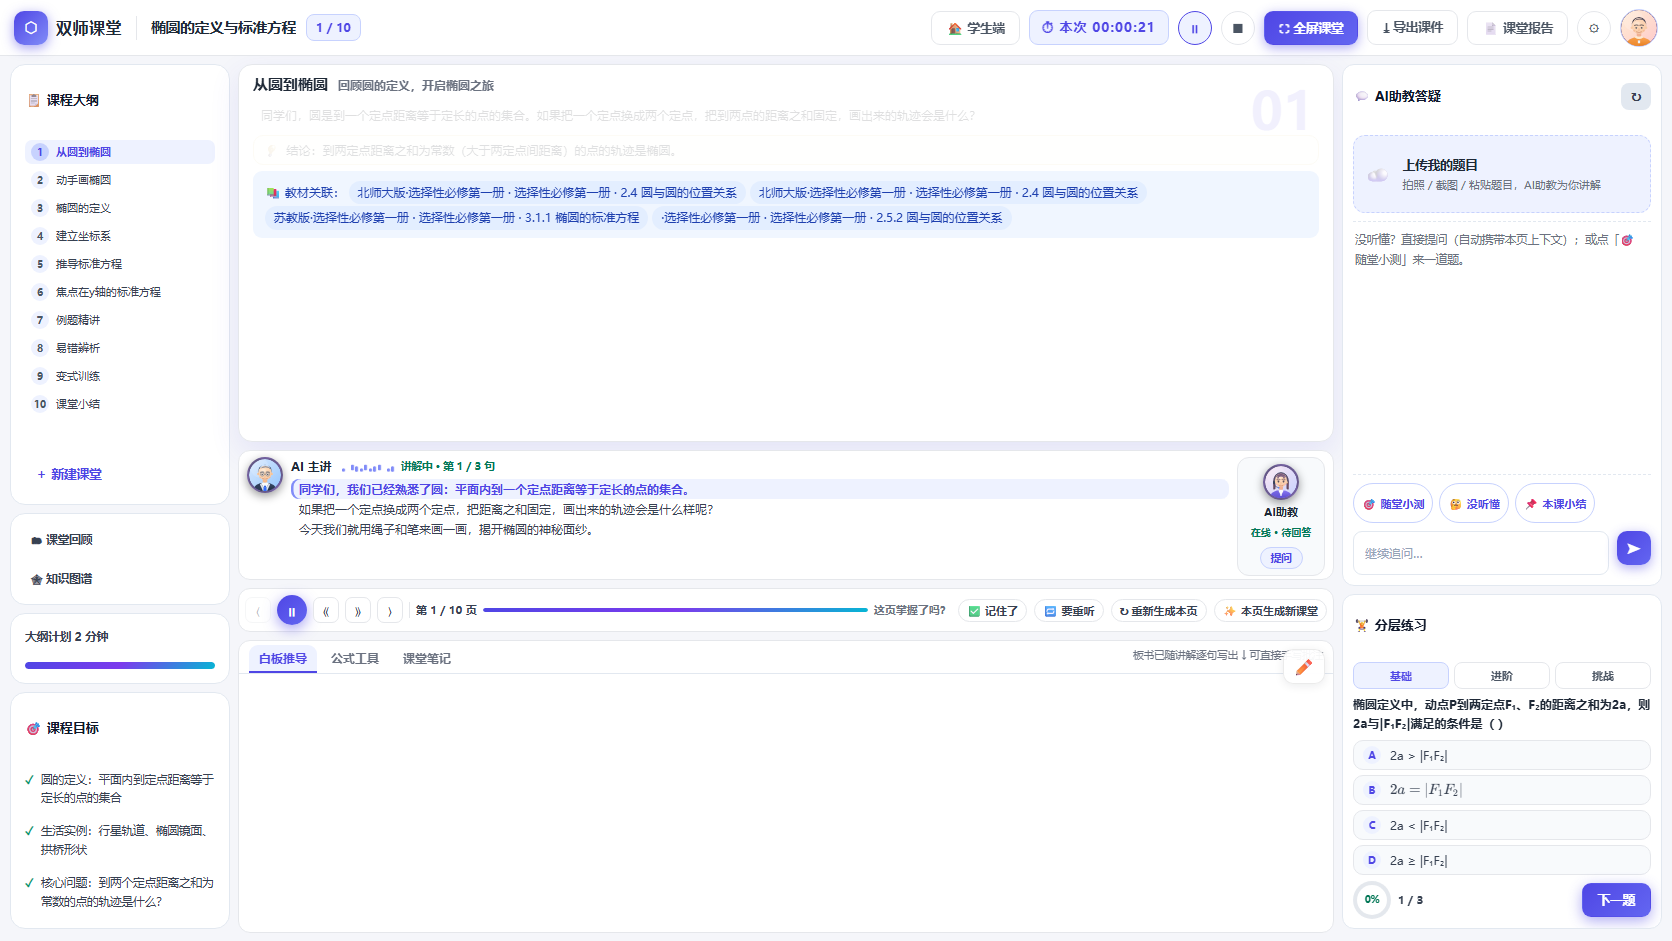 双师课堂
椭圆的定义与标准方程
1 / 10
学生端
本次 00:00:21
全屏课堂
导出课件
课堂报告
课程大纲
1 从圆到椭圆
2 动手画椭圆
3 椭圆的定义
4 建立坐标系
5 推导标准方程
6 焦点在y轴的标准方程
7 例题精讲
8 易错辨析
9 变式训练
10 课堂小结
+ 新建课堂
课堂回顾
知识图谱
大纲计划 2 分钟
课程目标
✓ 圆的定义：平面内到定点距离等于
定长的点的集合
✓ 生活实例：行星轨道、椭圆镜面、
拱桥形状
✓ 核心问题：到两个定点距离之和为
常数的点的轨迹是什么？
从圆到椭圆 回顾圆的定义，开启椭圆之旅
01
同学们，圆是到一个定点距离等于定长的点的集合。如果把一个定点换成两个定点，把到两点的距离之和固定，画出来的轨迹会是什么？
结论：到两定点距离之和为常数（大于两定点间距离）的点的轨迹是椭圆。
教材关联： 北师大版·选择性必修第一册 · 选择性必修第一册 · 2.4 圆与圆的位置关系 北师大版·选择性必修第一册 · 选择性必修第一册 · 2.4 圆与圆的位置关系
苏教版·选择性必修第一册 · 选择性必修第一册 · 3.1.1 椭圆的标准方程 ·选择性必修第一册 · 选择性必修第一册 · 2.5.2 圆与圆的位置关系
AI 主讲 讲解中 • 第 1 / 3 句
同学们，我们已经熟悉了圆：平面内到一个定点距离等于定长的点的集合。
如果把一个定点换成两个定点，把距离之和固定，画出来的轨迹会是什么样呢？
今天我们就用绳子和笔来画一画，揭开椭圆的神秘面纱。
AI助教
在线 • 待回答
提问
第 1 / 10 页
这页掌握了吗？
记住了
要重听
↻ 重新生成本页
本页生成新课堂
白板推导 公式工具 课堂笔记
板书已随讲解逐句写出 ↓ 可直接
AI助教答疑
↻
上传我的题目
拍照 / 截图 / 粘贴题目，AI助教为你讲解
没听懂？直接提问（自动携带本页上下文）；或点「🎯
随堂小测」来一道题。
随堂小测
没听懂
本课小结
继续追问...
分层练习
基础 进阶 挑战
椭圆定义中，动点P到两定点F₁、F₂的距离之和为2a，则
2a与|F₁F₂|满足的条件是（ ）
A 2a > |F₁F₂|
B 2a = |F₁F₂|
C 2a < |F₁F₂|
D 2a ≥ |F₁F₂|
0% 1 / 3
下一题